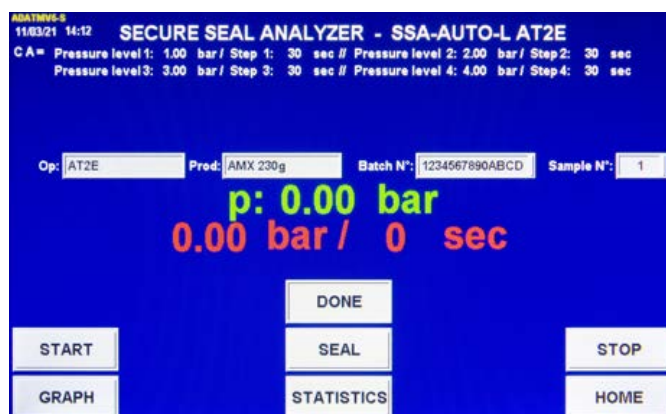 ADATMV6-S
11/03/21 14:12 SECURE SEAL ANALYZER - SSA-AUTO-L AT2E
CA= Pressure level 1: 1.00 bar / Step 1: 30 sec // Pressure level 2: 2.00 bar / Step 2: 30 sec
Pressure level 3: 3.00 bar / Step 3: 30 sec // Pressure level 4: 4.00 bar / Step 4: 30 sec
Op: AT2E Prod: AMX 230g Batch N°: 1234567890ABCD Sample N°: 1
p: 0.00 bar
0.00 bar / 0 sec
DONE
START SEAL STOP
GRAPH STATISTICS HOME